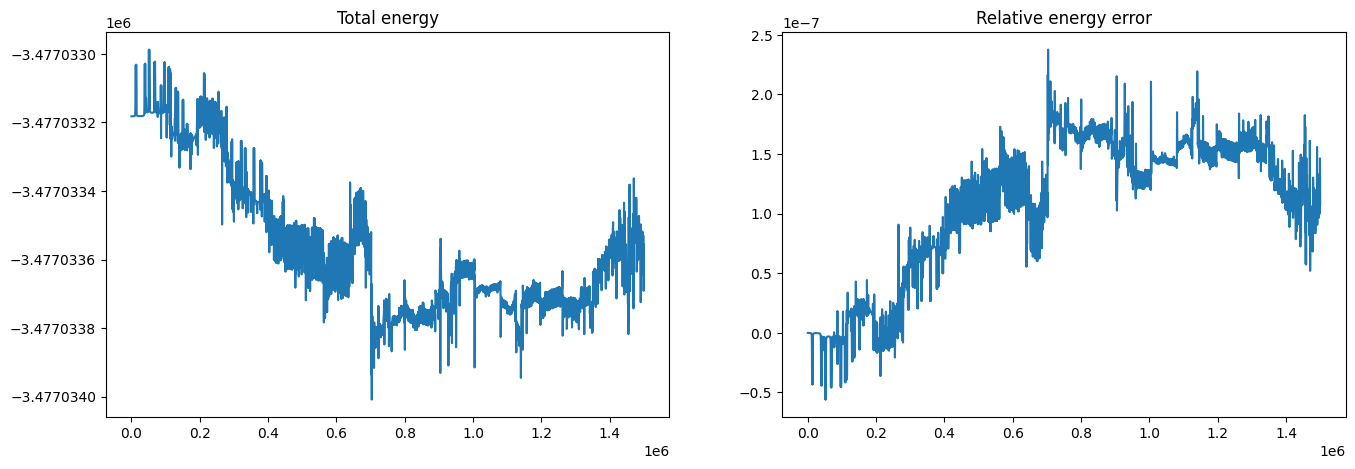 Total energy
1e6
−3.4770330
−3.4770332
−3.4770334
−3.4770336
−3.4770338
−3.4770340
0.0 0.2 0.4 0.6 0.8 1.0 1.2 1.4
1e6
Relative energy error
1e−7
2.5
2.0
1.5
1.0
0.5
0.0
−0.5
0.0 0.2 0.4 0.6 0.8 1.0 1.2 1.4
1e6